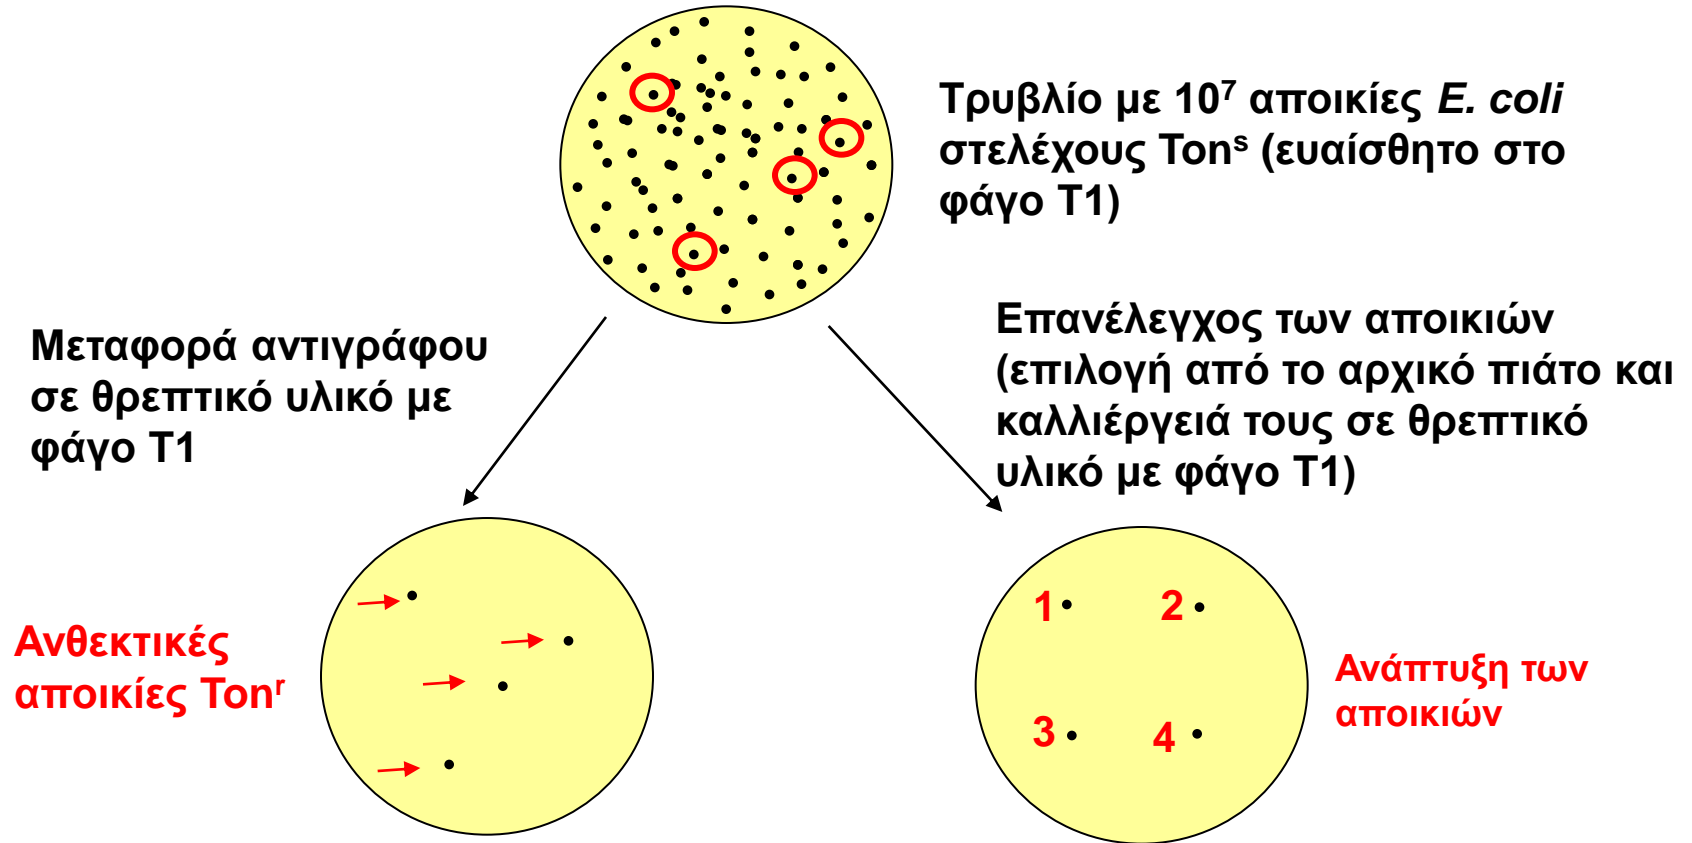 Τρυβλίο με 10⁷ αποικίες E. coli
στελέχους Tonˢ (ευαίσθητο στο
φάγο Τ1)
Μεταφορά αντιγράφου
σε θρεπτικό υλικό με
φάγο Τ1
Επανέλεγχος των αποικιών
(επιλογή από το αρχικό πιάτο και
καλλιέργειά τους σε θρεπτικό
υλικό με φάγο Τ1)
Ανθεκτικές
αποικίες Tonʳ
1 2
3 4
Ανάπτυξη των
αποικιών